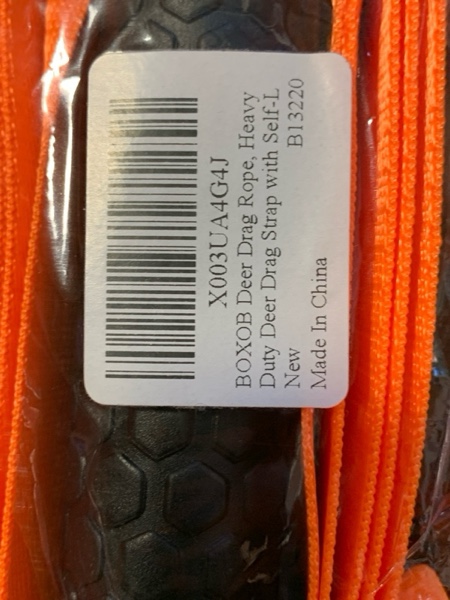 X003UA4G4J
BOXOB Deer Drag Rope, Heavy
Duty Deer Drag Strap with Self-L
New B13220
Made In China